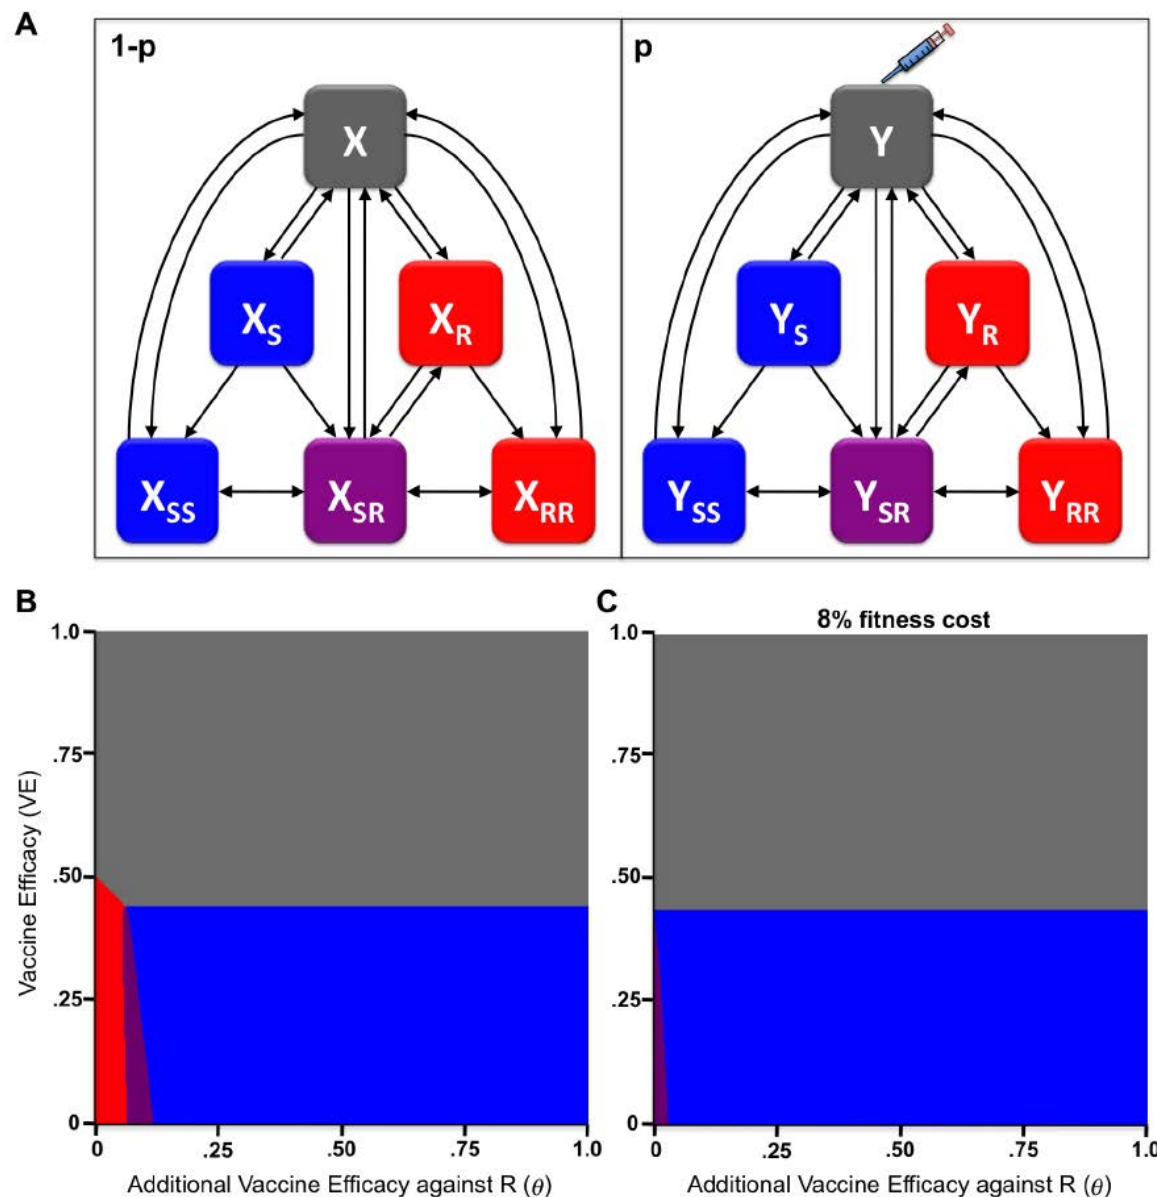 A
1-p
p
X
Y
X_S
X_R
Y_S
Y_R
X_SS
X_SR
X_RR
Y_SS
Y_SR
Y_RR
B
C
8% fitness cost
1.0
.75
.50
.25
0
Vaccine Efficacy (VE)
0
.25
.50
.75
1.0
Additional Vaccine Efficacy against R (θ)
1.0
.75
.50
.25
0
0
.25
.50
.75
1.0
Additional Vaccine Efficacy against R (θ)